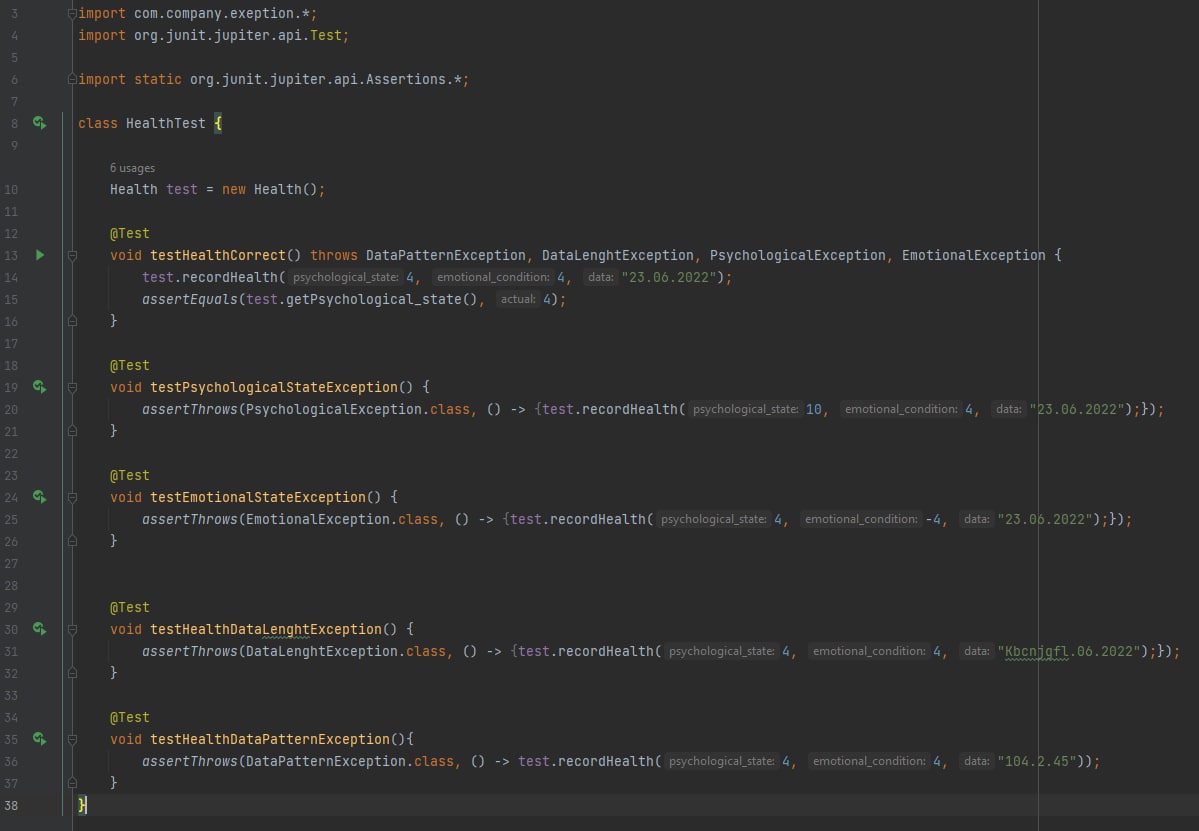 3 import com.company.exeption.*;
4 import org.junit.jupiter.api.Test;
5
6 import static org.junit.jupiter.api.Assertions.*;
7
8 class HealthTest {
9
6 usages
10 Health test = new Health();
11
12 @Test
13 void testHealthCorrect() throws DataPatternException, DataLenghtException, PsychologicalException, EmotionalException {
14 test.recordHealth( psychological_state: 4, emotional_condition: 4, data: "23.06.2022");
15 assertEquals(test.getPsychological_state(), actual: 4);
16 }
17
18 @Test
19 void testPsychologicalStateException() {
20 assertThrows(PsychologicalException.class, () -> {test.recordHealth( psychological_state: 10, emotional_condition: 4, data: "23.06.2022");});
21 }
22
23 @Test
24 void testEmotionalStateException() {
25 assertThrows(EmotionalException.class, () -> {test.recordHealth( psychological_state: 4, emotional_condition: -4, data: "23.06.2022");});
26 }
27
28
29 @Test
30 void testHealthDataLenghtException() {
31 assertThrows(DataLenghtException.class, () -> {test.recordHealth( psychological_state: 4, emotional_condition: 4, data: "Kbcnjgfl.06.2022");});
32 }
33
34 @Test
35 void testHealthDataPatternException(){
36 assertThrows(DataPatternException.class, () -> test.recordHealth( psychological_state: 4, emotional_condition: 4, data: "104.2.45"));
37 }
38 }